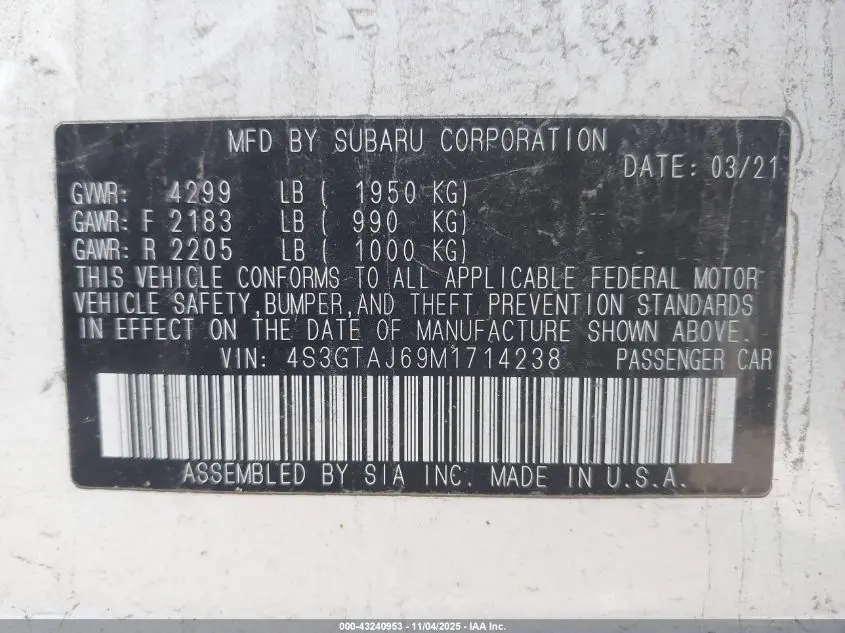 MFD BY SUBARU CORPORATION
DATE: 03/21
GVWR: 4299 LB ( 1950 KG)
GAWR: F 2183 LB ( 990 KG)
GAWR: R 2205 LB ( 1000 KG)
THIS VEHICLE CONFORMS TO ALL APPLICABLE FEDERAL MOTOR
VEHICLE SAFETY, BUMPER, AND THEFT PREVENTION STANDARDS
IN EFFECT ON THE DATE OF MANUFACTURE SHOWN ABOVE.
VIN: 4S3GTAJ69M1714238 PASSENGER CAR
ASSEMBLED BY SIA INC. MADE IN U.S.A.
000-43240953 - 11/04/2025 - IAA Inc.